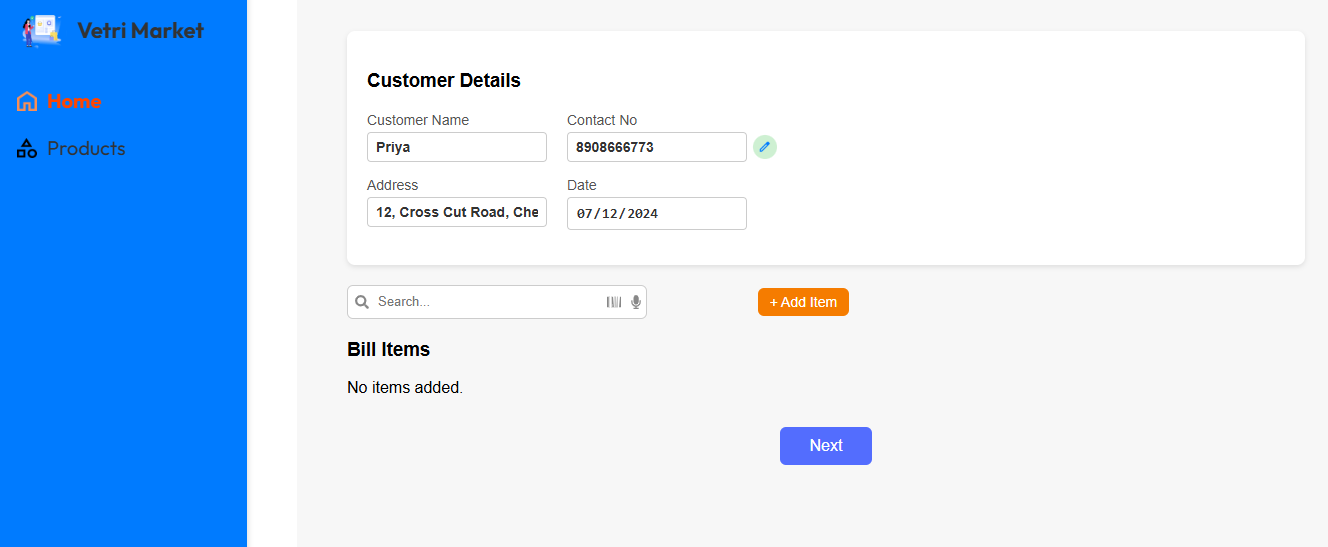 Vetri Market
Home
Products
Customer Details
Customer Name
Contact No
Priya
8908666773
Address
Date
12, Cross Cut Road, Che
07/12/2024
Search...
+ Add Item
Bill Items
No items added.
Next